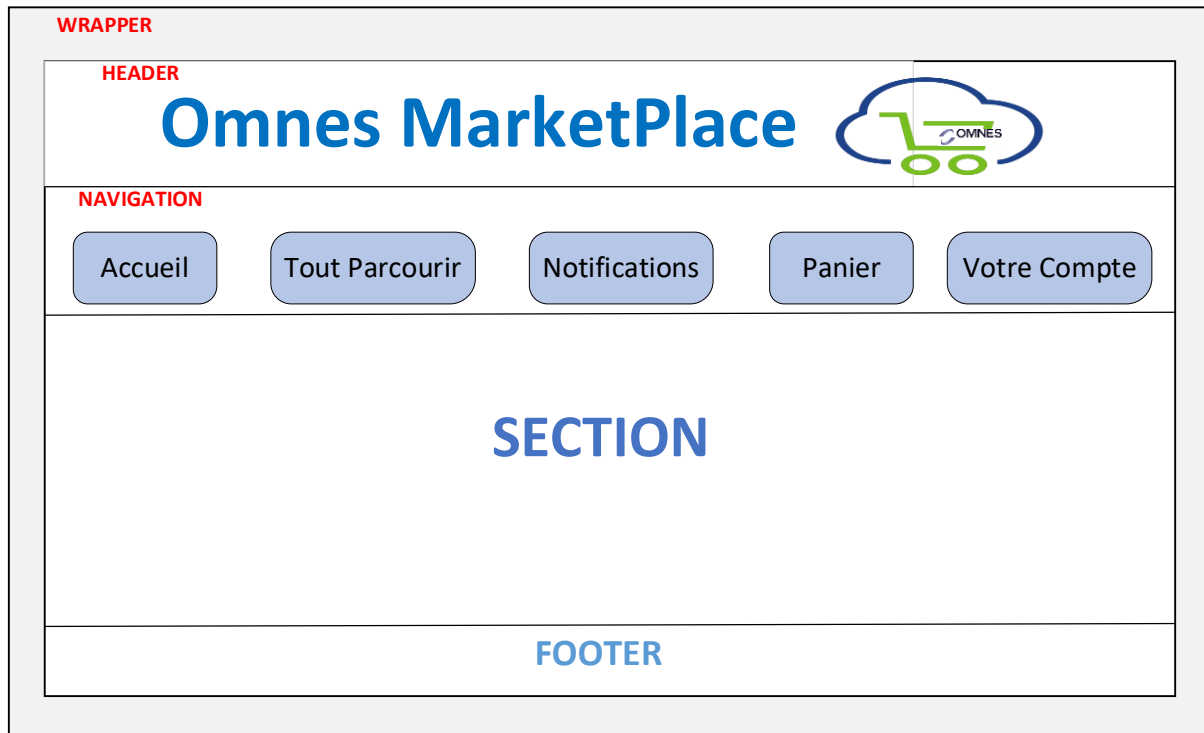 WRAPPER
HEADER
Omnes MarketPlace
OMNES
NAVIGATION
Accueil
Tout Parcourir
Notifications
Panier
Votre Compte
SECTION
FOOTER